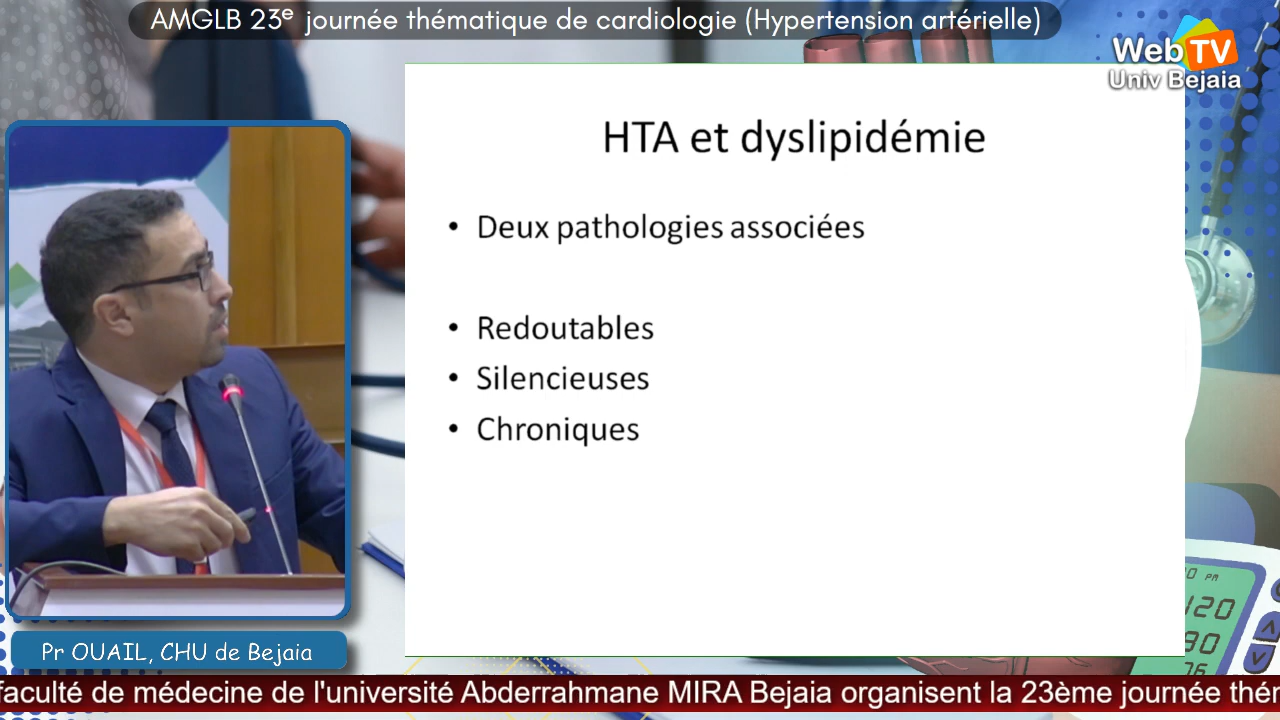 AMGLB 23e journée thématique de cardiologie (Hypertension artérielle)
WebTV
Univ Bejaia
HTA et dyslipidémie
• Deux pathologies associées
• Redoutables
• Silencieuses
• Chroniques
120
Pr OUAIL, CHU de Bejaia
faculté de médecine de l'université Abderrahmane MIRA Bejaia organisent la 23ème journée